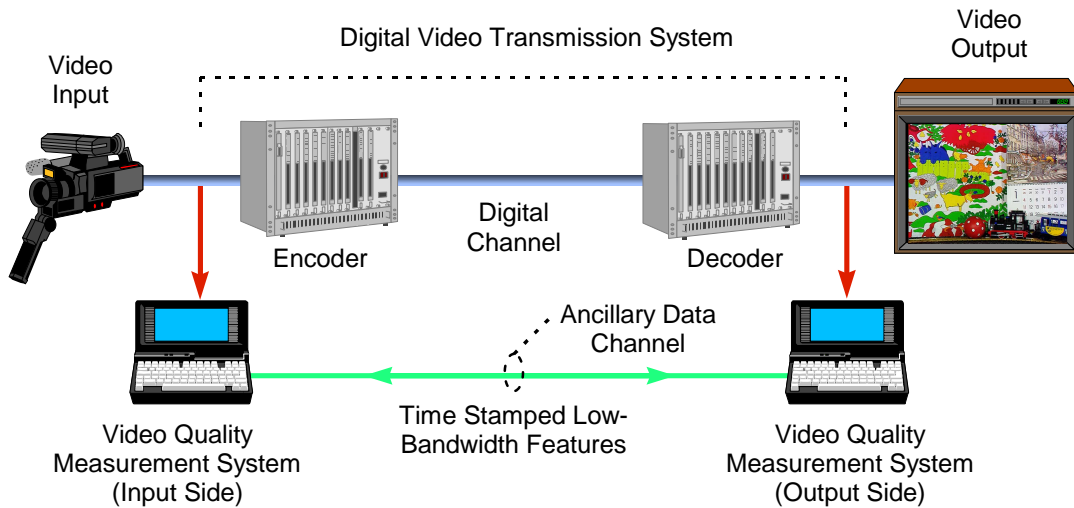 Digital Video Transmission System
Video
Input
Video
Output
Encoder
Digital
Channel
Decoder
Ancillary Data
Channel
Time Stamped Low-
Bandwidth Features
Video Quality
Measurement System
(Input Side)
Video Quality
Measurement System
(Output Side)